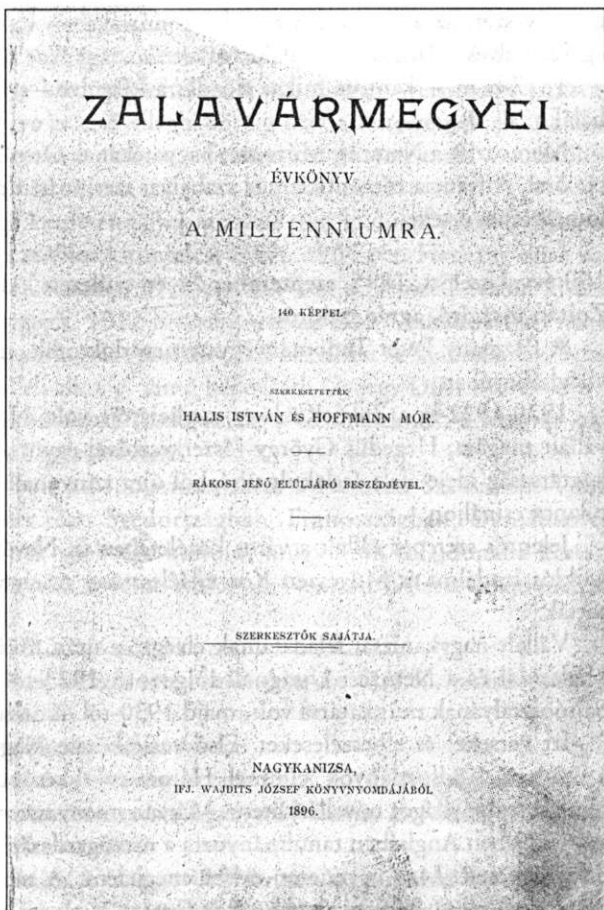 ZALAVÁRMEGYEI
ÉVKÖNYV
A MILLENNIUMRA.
140 KÉPPEL
SZERKESZTETTÉK
HALIS ISTVÁN ÉS HOFFMANN MÓR.
RÁKOSI JENŐ ELÜLJÁRÓ BESZÉDJÉVEL.
SZERKESZTŐK SAJÁTJA.
NAGYKANIZSA,
IFJ. WAJDITS JÓZSEF KÖNYVNYOMDÁJÁBÓL
1896.